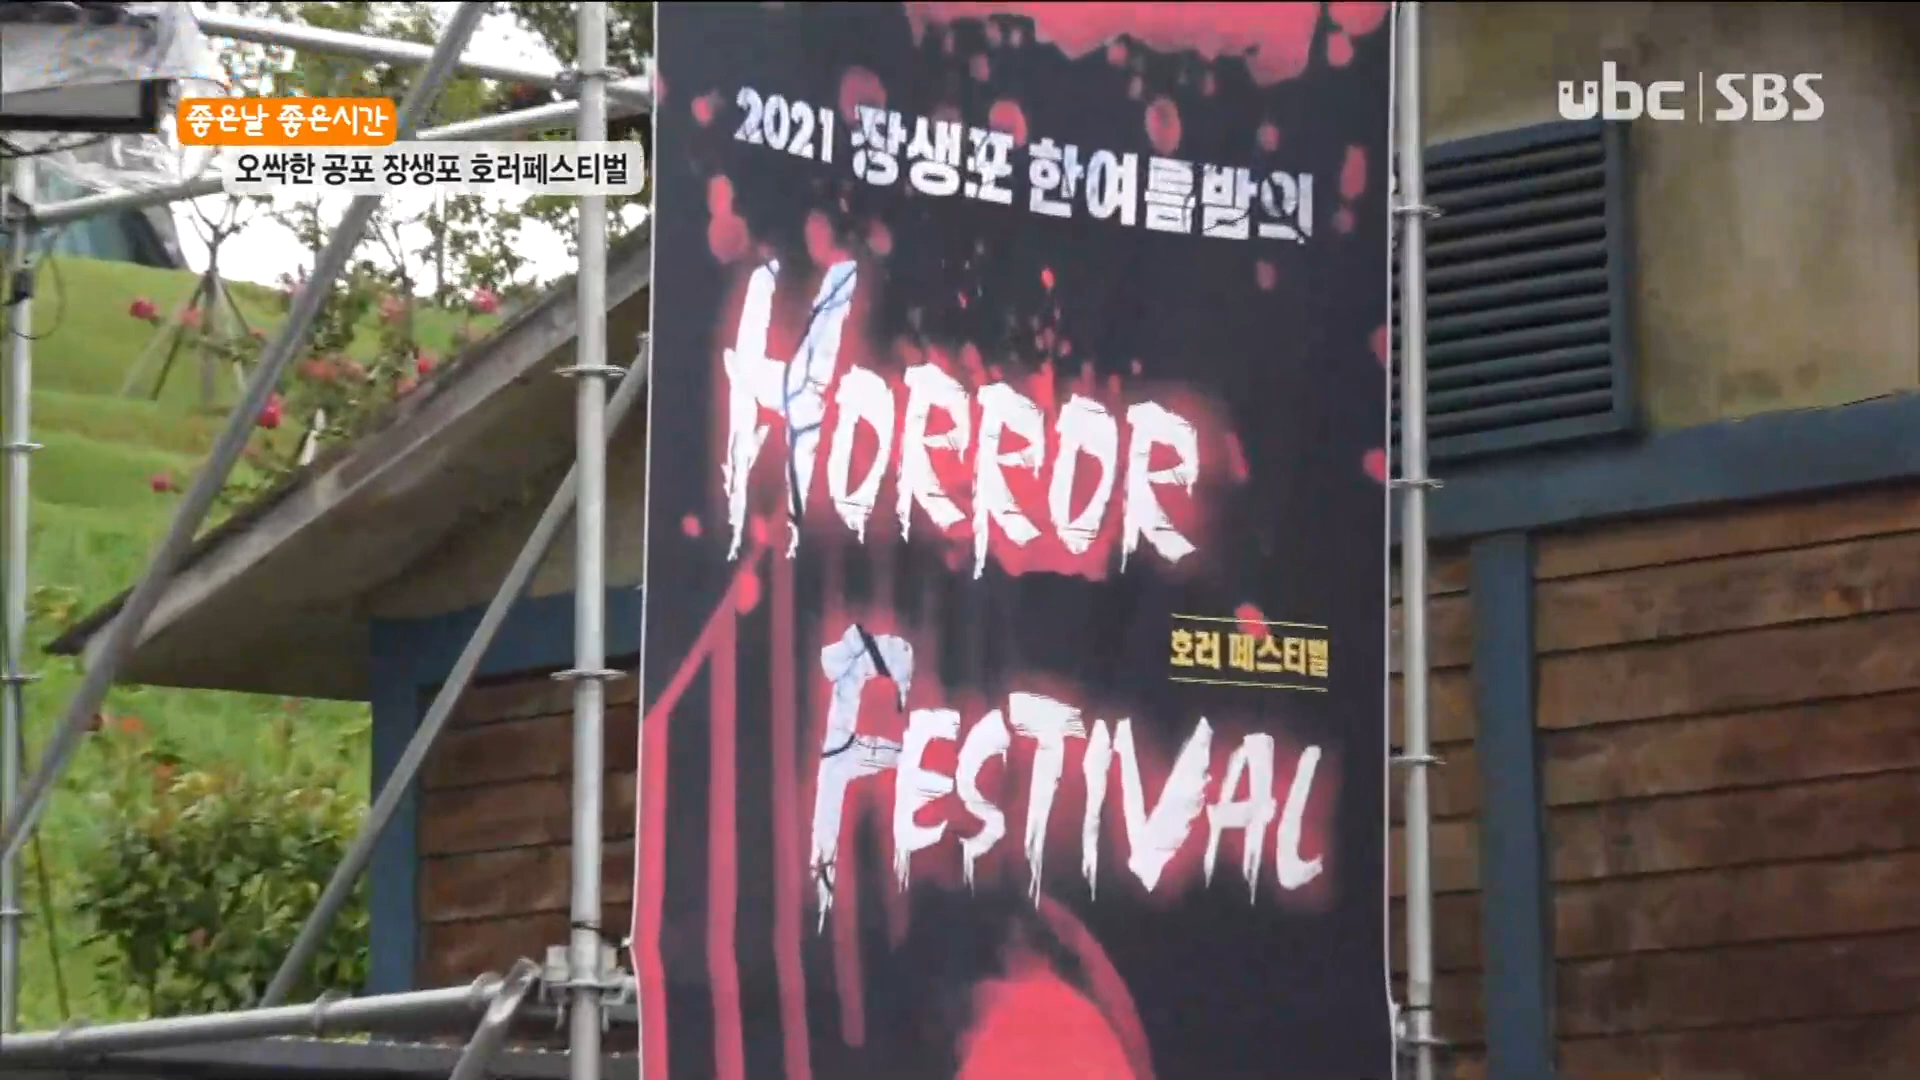 좋은날 좋은시간
오싹한 공포 장생포 호러페스티벌
ubc SBS
2021 장생포 한여름밤의
HORROR
호러 페스티벌
FESTIVAL